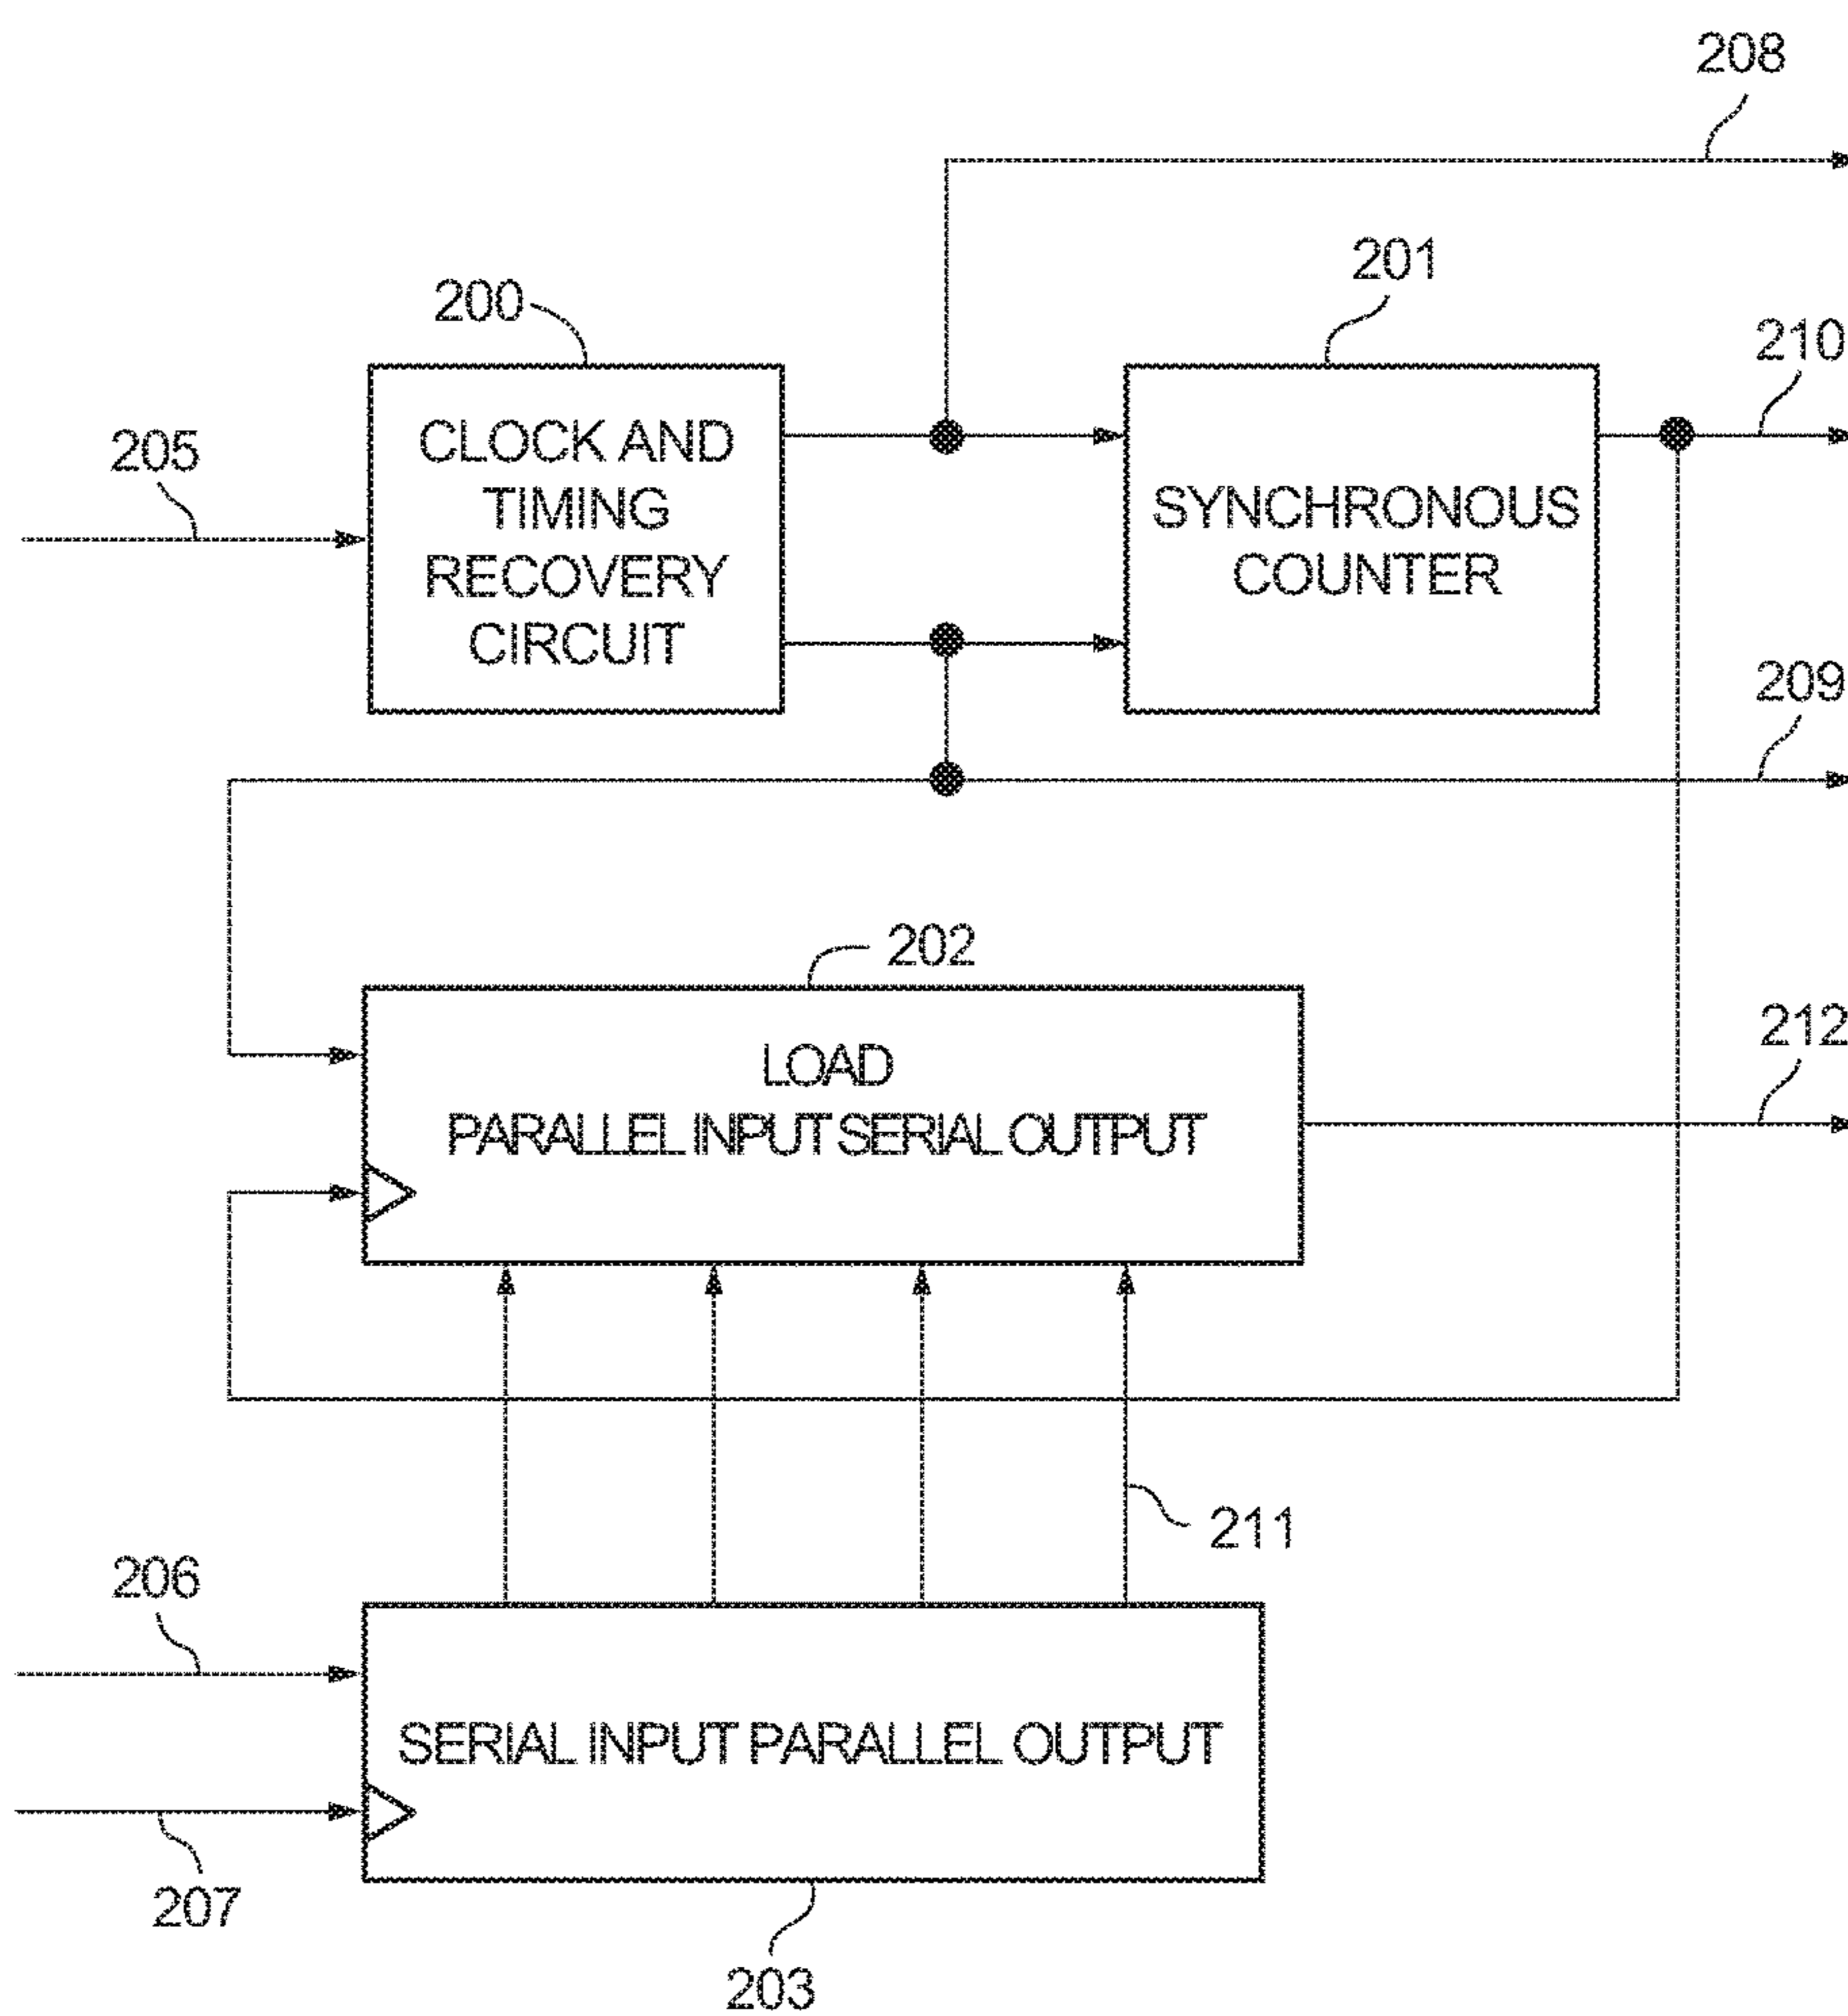 208
201
200
210
205
CLOCK AND
TIMING
RECOVERY
CIRCUIT
SYNCHRONOUS
COUNTER
209
202
212
LOAD
PARALLEL INPUT SERIAL OUTPUT
211
206
SERIAL INPUT PARALLEL OUTPUT
207
203